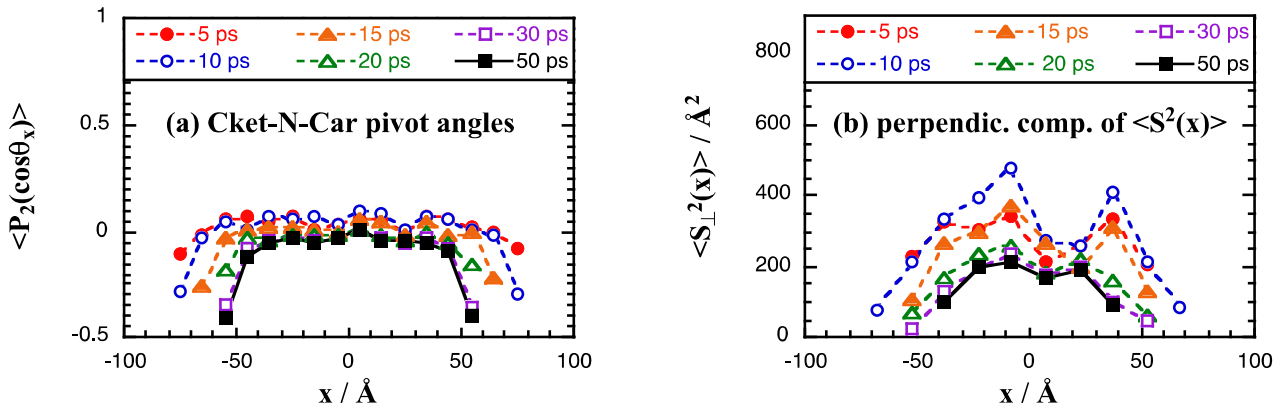 1
0.5
0
-0.5
<P₂(cosθₓ)>
5 ps 15 ps 30 ps
10 ps 20 ps 50 ps
(a) Cket-N-Car pivot angles
-100 -50 0 50 100
x / Å
800
600
400
200
0
<S⊥²(x)> / Å²
5 ps 15 ps 30 ps
10 ps 20 ps 50 ps
(b) perpendic. comp. of <S²(x)>
-100 -50 0 50 100
x / Å